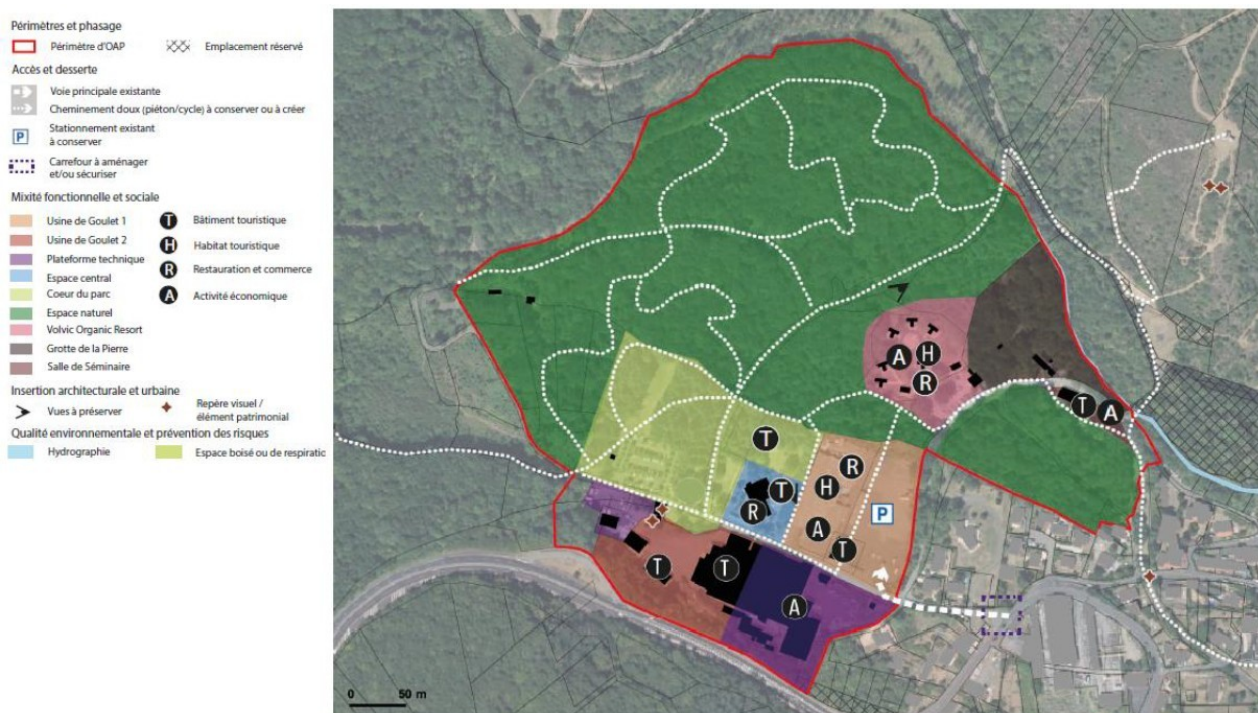 Périmètres et phasage
Périmètre d'OAP
Emplacement réservé
Accès et desserte
Voie principale existante
Cheminement doux (piéton/cycle) à conserver ou à créer
P
Stationnement existant
à conserver
Carrefour à aménager
et/ou sécuriser
Mixité fonctionnelle et sociale
Usine de Goulet 1
Usine de Goulet 2
Plateforme technique
Espace central
Coeur du parc
Espace naturel
Volvic Organic Resort
Grotte de la Pierre
Salle de Séminaire
T Bâtiment touristique
H Habitat touristique
R Restauration et commerce
A Activité économique
Insertion architecturale et urbaine
Vues à préserver
Repère visuel /
élément patrimonial
Qualité environnementale et prévention des risques
Hydrographie
Espace boisé ou de respiratio
A H
R
T A
T
R
H
T
R
P
A
T
T
T
A
0 50 m